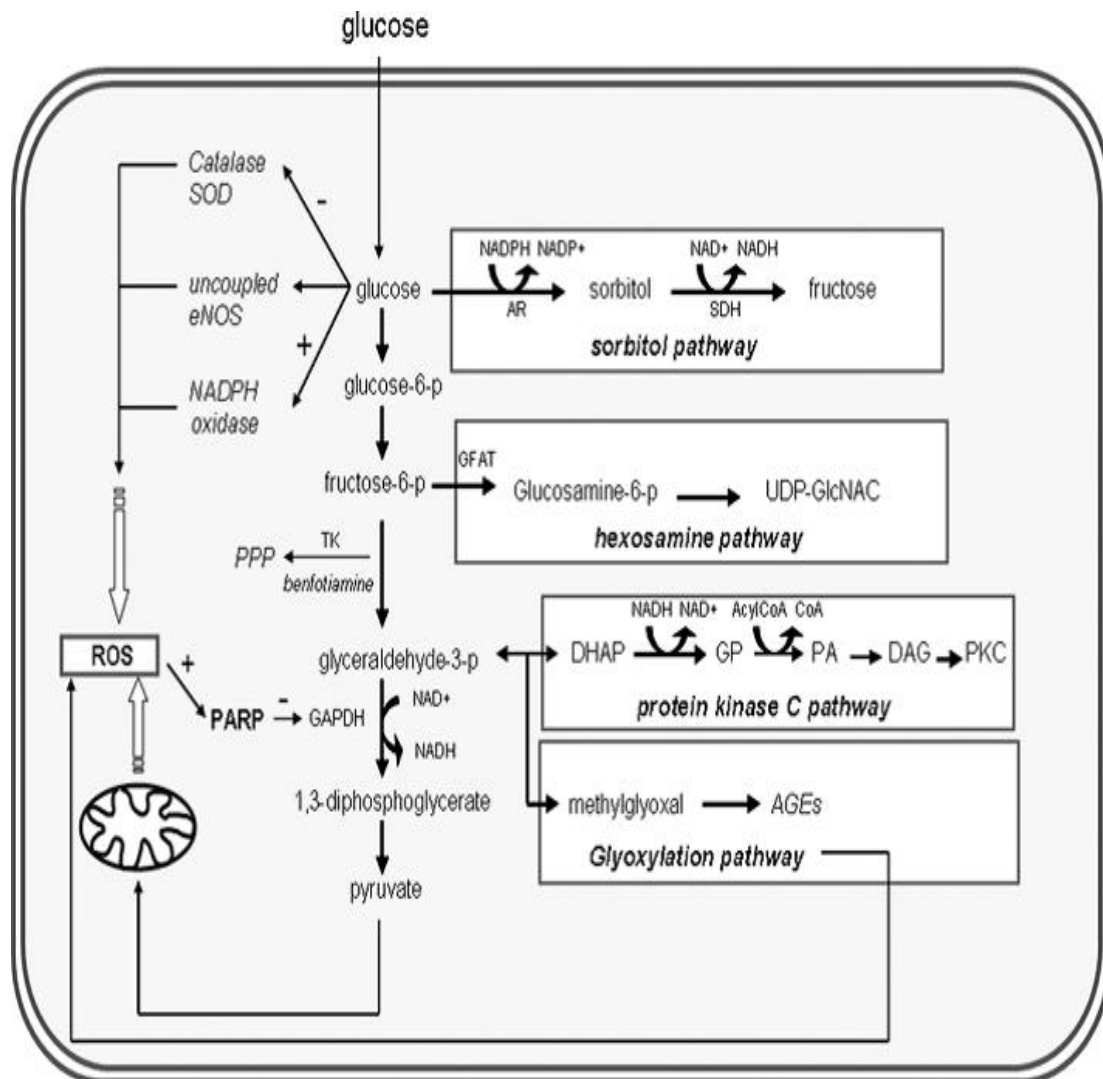 glucose
Catalase
SOD
-
uncoupled
eNOS
+
NADPH
oxidase
glucose
NADPH NADP+
AR
sorbitol
NAD+ NADH
SDH
fructose
sorbitol pathway
glucose-6-p
fructose-6-p
GFAT
Glucosamine-6-p
UDP-GlcNAC
hexosamine pathway
PPP
TK
benfotiamine
ROS
+
PARP
-
GAPDH
glyceraldehyde-3-p
NAD+
NADH
DHAP
NADH NAD+
GP
AcylCoA CoA
PA
DAG
PKC
protein kinase C pathway
1,3-diphosphoglycerate
methylglyoxal
AGEs
Glyoxylation pathway
pyruvate